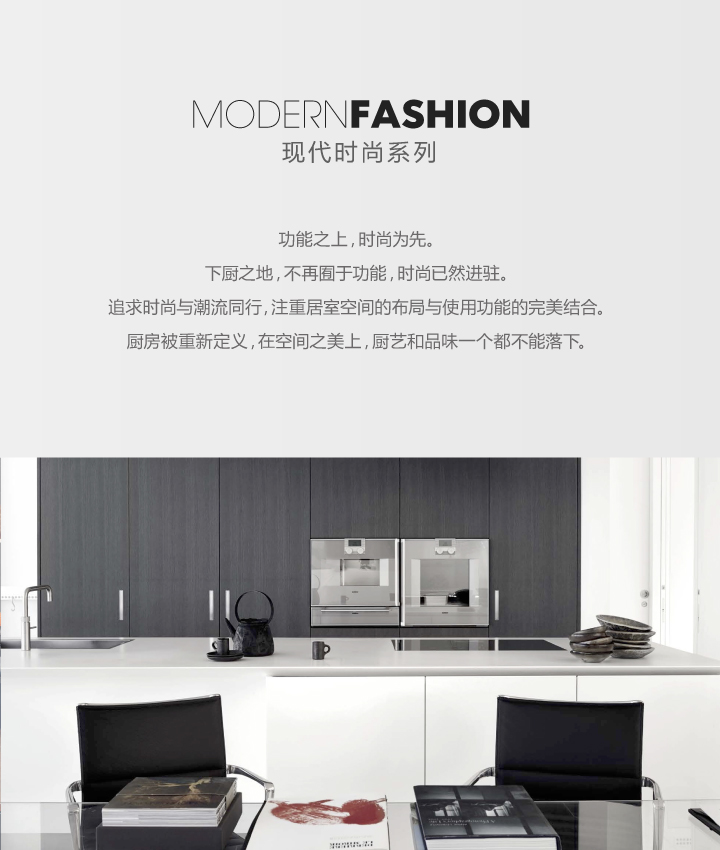 MODERNFASHION
现代时尚系列
功能之上,时尚为先。
下厨之地,不再囿于功能,时尚已然进驻。
追求时尚与潮流同行,注重居室空间的布局与使用功能的完美结合。
厨房被重新定义,在空间之美上,厨艺和品味一个都不能落下。